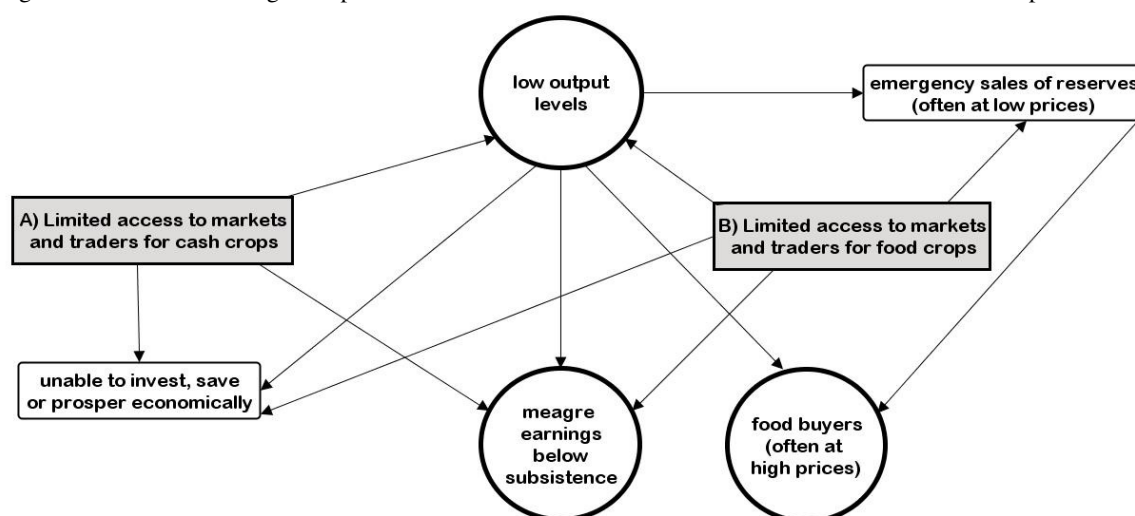 low output
levels
emergency sales of reserves
(often at low prices)
A) Limited access to markets
and traders for cash crops
B) Limited access to markets
and traders for food crops
unable to invest, save
or prosper economically
meagre
earnings
below
subsistence
food buyers
(often at
high prices)